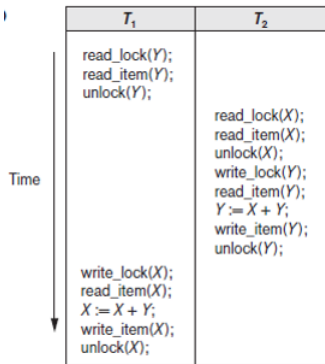 T₁ T₂
read_lock(Y);
read_item(Y);
unlock(Y);
read_lock(X);
read_item(X);
unlock(X);
write_lock(Y);
read_item(Y);
Y := X + Y;
write_item(Y);
unlock(Y);
Time
write_lock(X);
read_item(X);
X := X + Y;
write_item(X);
unlock(X);